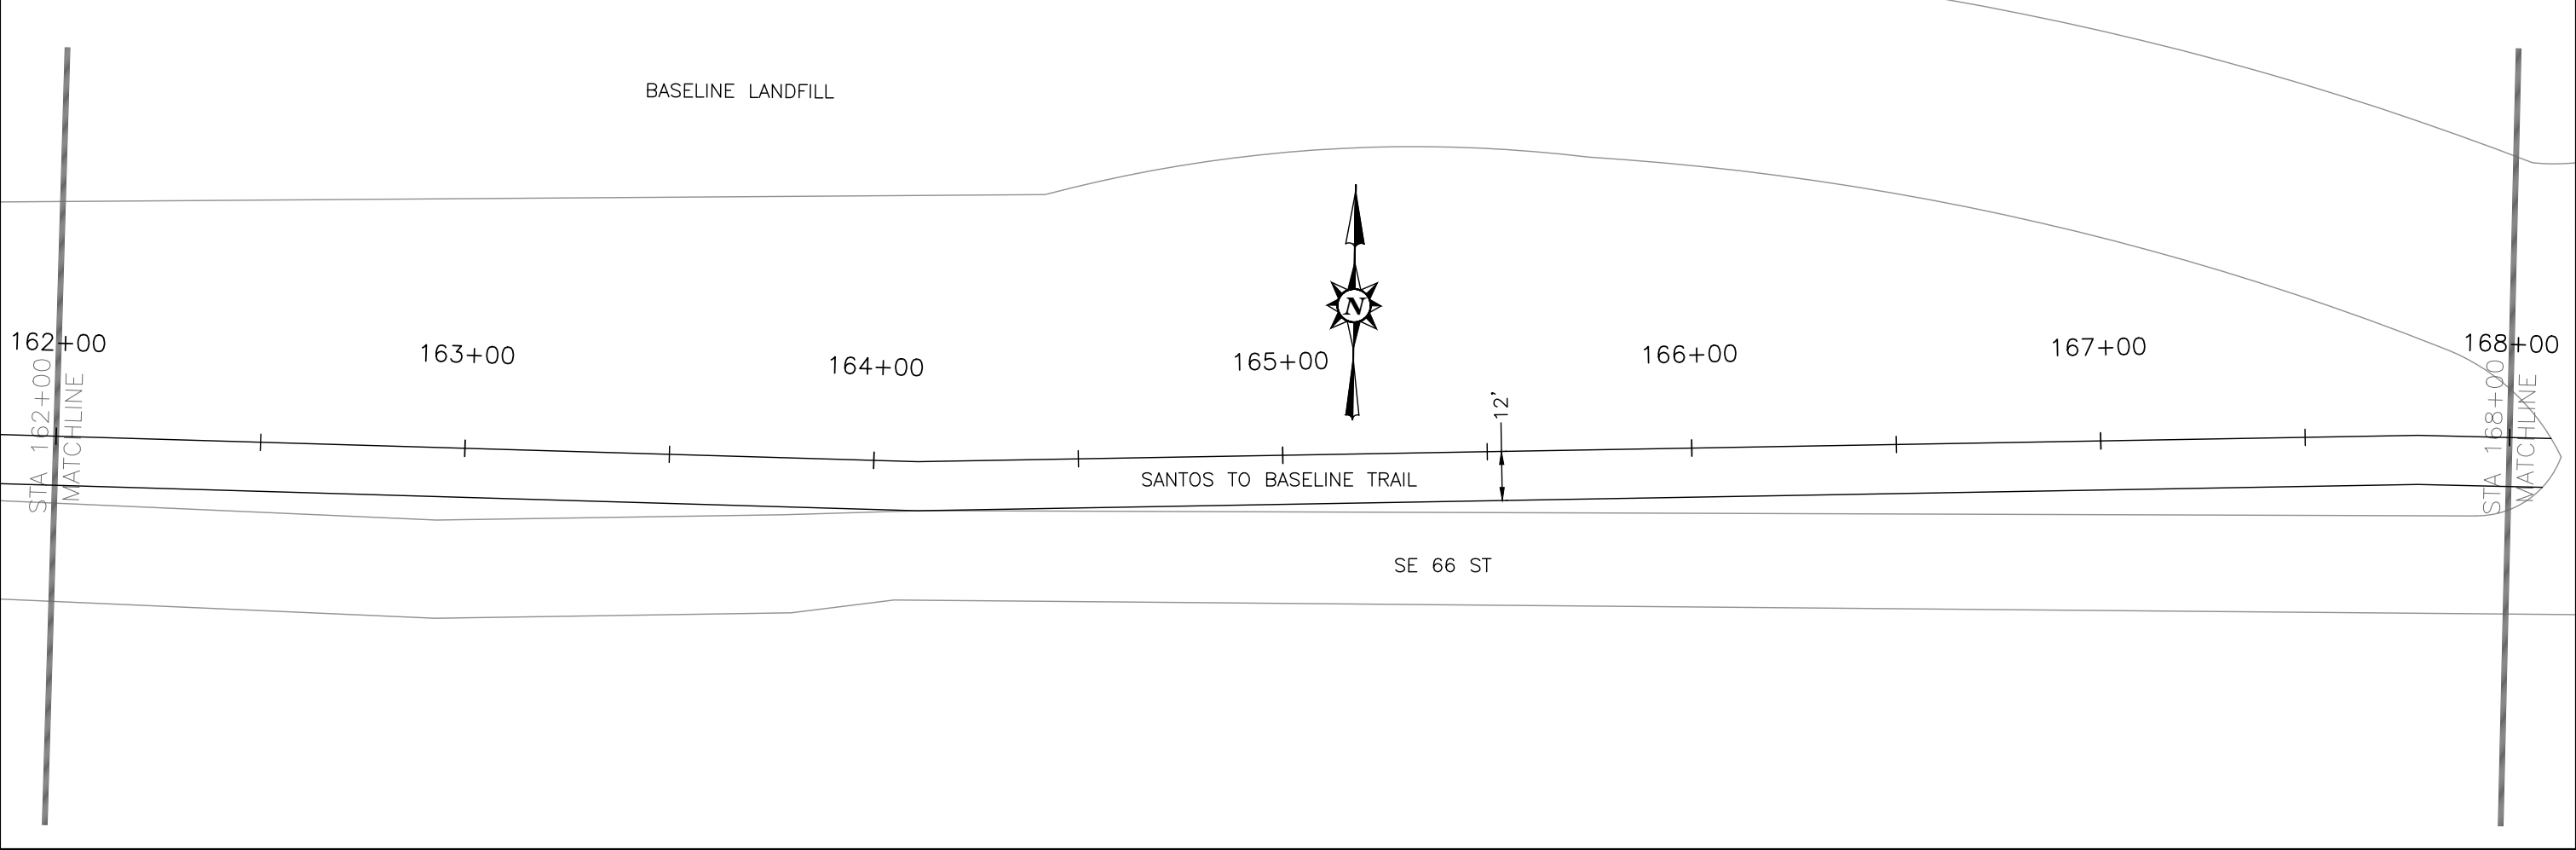 BASELINE LANDFILL
N
162+00
163+00
164+00
165+00
166+00
167+00
168+00
STA 162+00
MATCHLINE
12'
STA 168+00
MATCHLINE
SANTOS TO BASELINE TRAIL
SE 66 ST